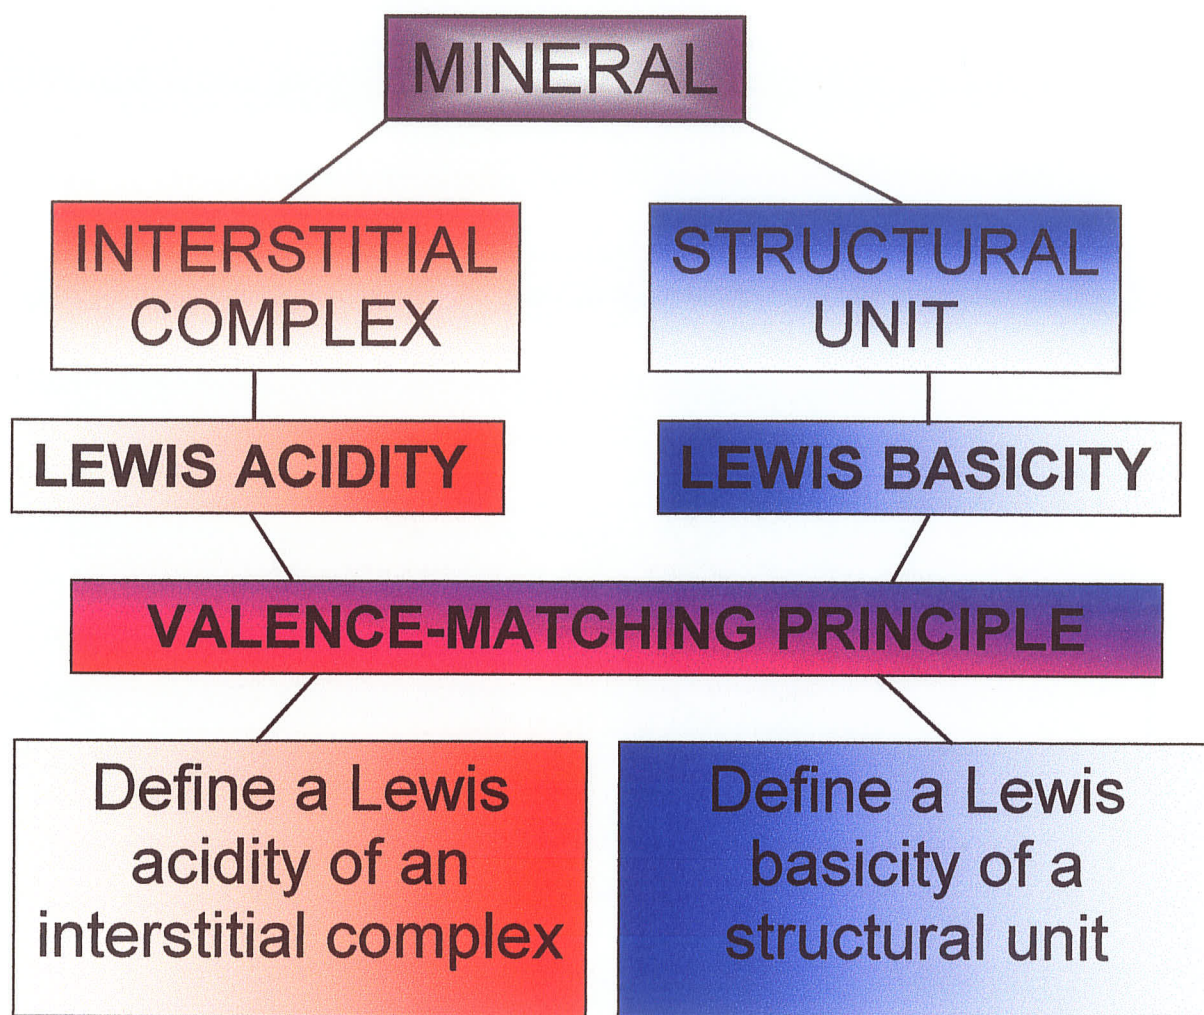 MINERAL
INTERSTITIAL
COMPLEX
STRUCTURAL
UNIT
LEWIS ACIDITY
LEWIS BASICITY
VALENCE-MATCHING PRINCIPLE
Define a Lewis
acidity of an
interstitial complex
Define a Lewis
basicity of a
structural unit